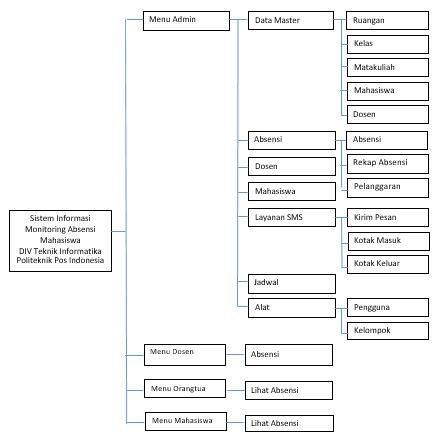 Menu Admin
Data Master
Ruangan
Kelas
Matakuliah
Mahasiswa
Dosen
Absensi
Absensi
Rekap Absensi
Pelanggaran
Dosen
Mahasiswa
Layanan SMS
Kirim Pesan
Kotak Masuk
Kotak Keluar
Sistem Informasi
Monitoring Absensi
Mahasiswa
DIV Teknik Informatika
Politeknik Pos Indonesia
Jadwal
Alat
Pengguna
Kelompok
Menu Dosen
Absensi
Menu Orangtua
Lihat Absensi
Menu Mahasiswa
Lihat Absensi